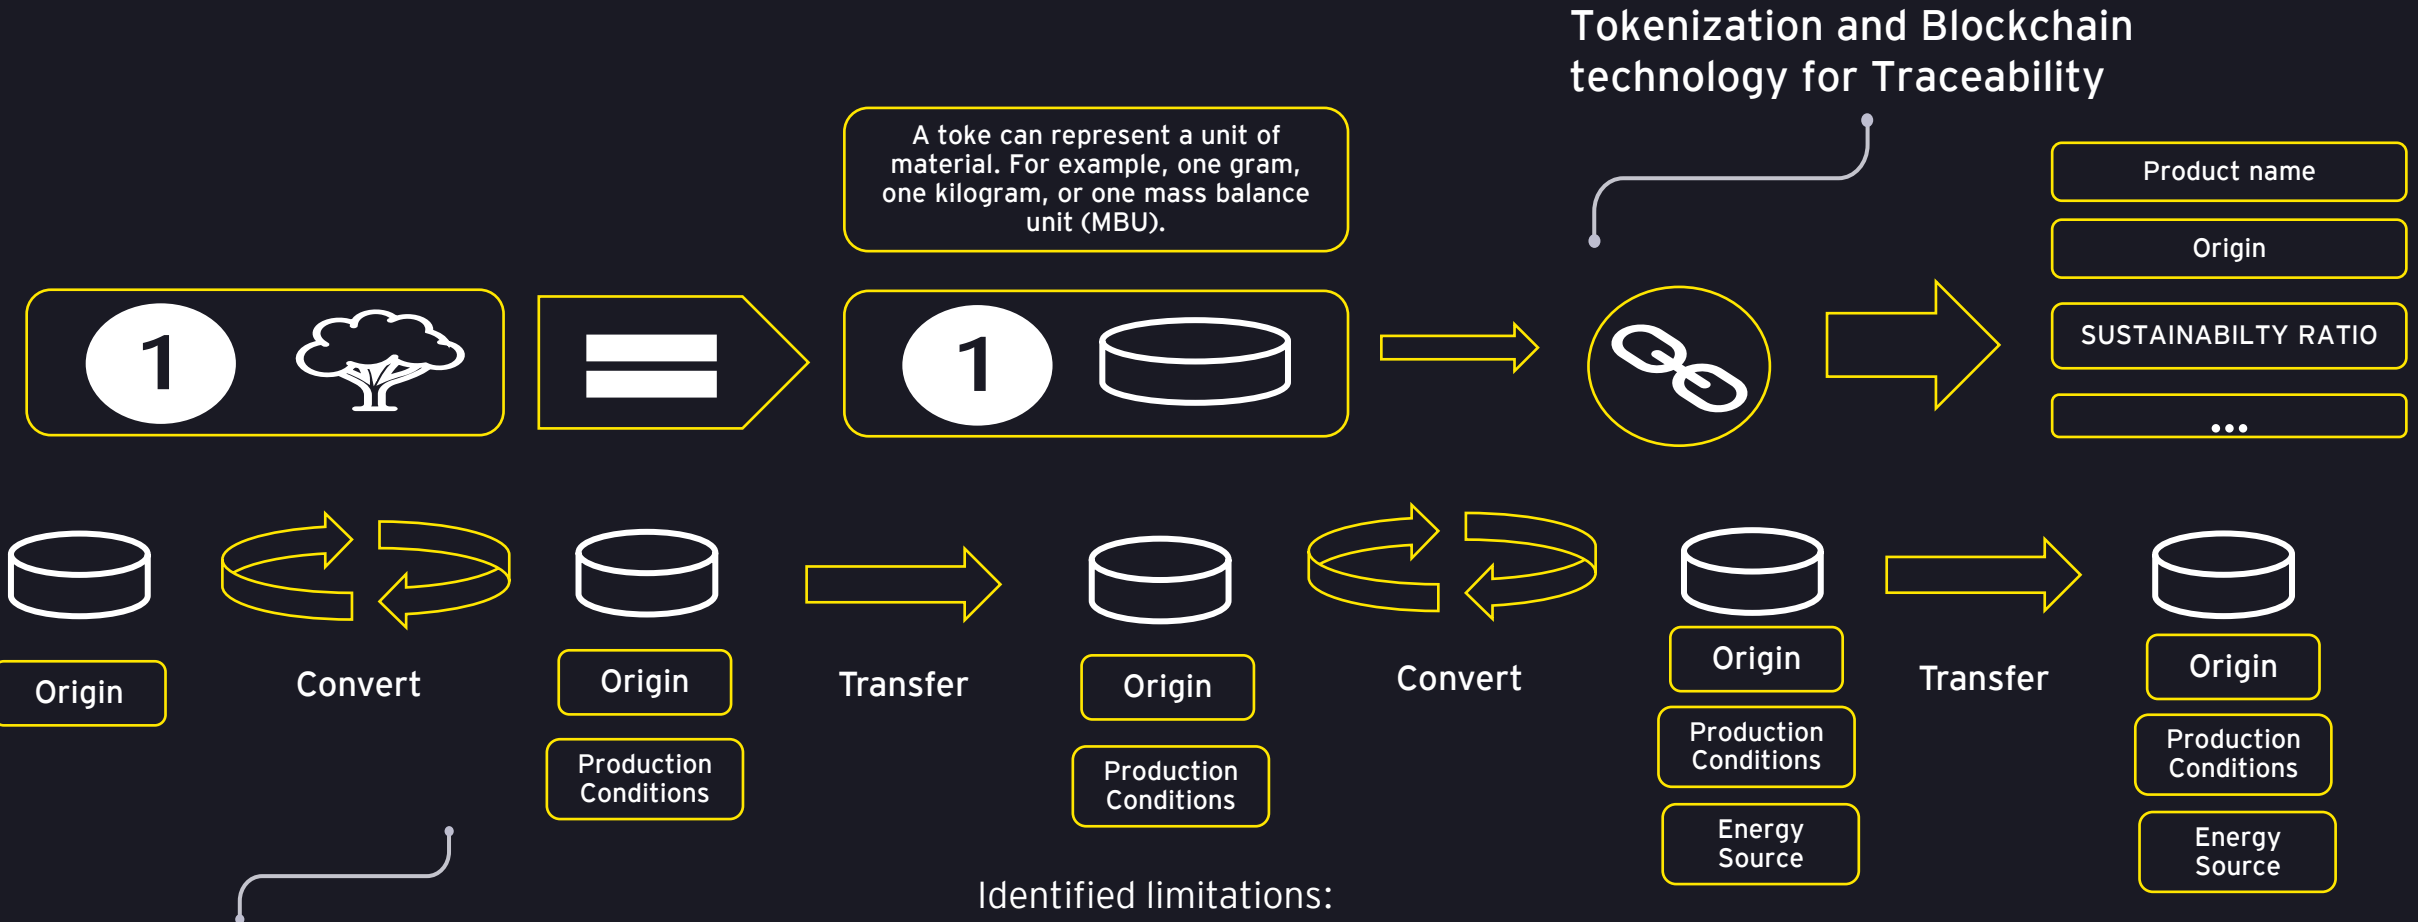 Tokenization and Blockchain
technology for Traceability
A toke can represent a unit of
material. For example, one gram,
one kilogram, or one mass balance
unit (MBU).
Product name
Origin
SUSTAINABILTY RATIO
...
1
1
Origin
Convert
Origin
Production
Conditions
Transfer
Origin
Production
Conditions
Convert
Origin
Production
Conditions
Energy
Source
Transfer
Origin
Production
Conditions
Energy
Source
Identified limitations: